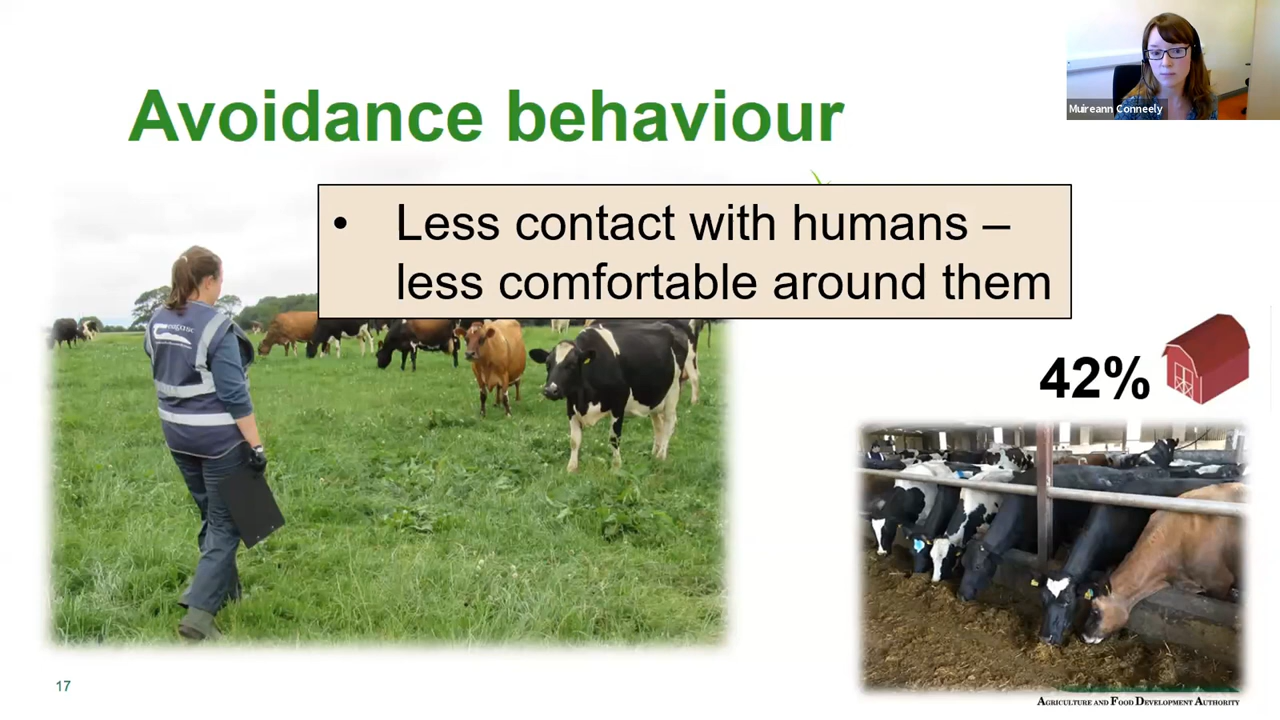 Avoidance behaviour
Muireann Conneely
• Less contact with humans –
less comfortable around them
42%
17
AGRICULTURE AND FOOD DEVELOPMENT AUTHORITY